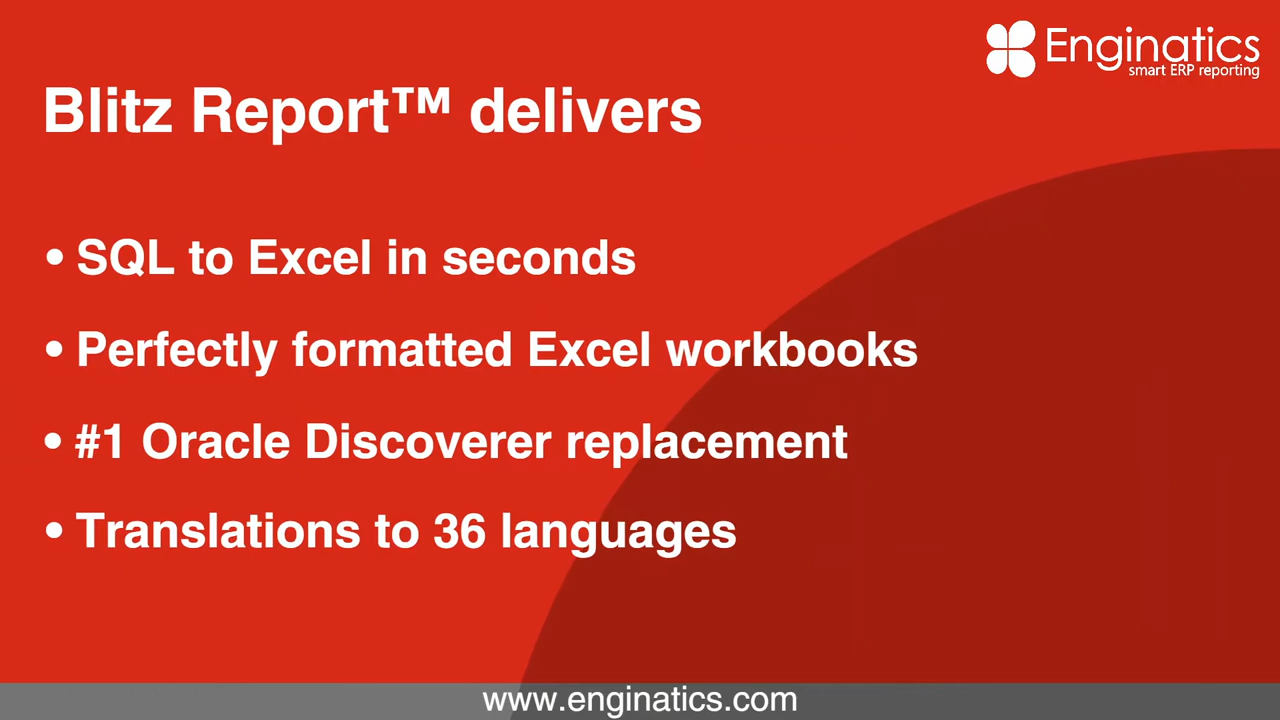 Enginatics
smart ERP reporting
Blitz Report™ delivers
• SQL to Excel in seconds
• Perfectly formatted Excel workbooks
• #1 Oracle Discoverer replacement
• Translations to 36 languages
www.enginatics.com